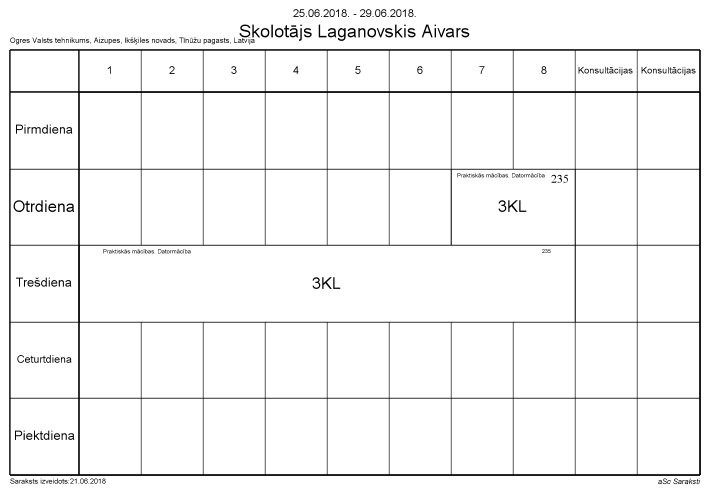 25.06.2018. - 29.06.2018.
Skolotājs Laganovskis Aivars
Ogres Valsts tehnikums, Aizupes, Ikšķiles novads, Tīnūžu pagasts, Latvija
1 2 3 4 5 6 7 8 Konsultācijas Konsultācijas
Pirmdiena
Praktiskās mācības. Datormācība 235
Otrdiena 3KL
Praktiskās mācības. Datormācība 235
Trešdiena 3KL
Ceturtdiena
Piektdiena
Saraksts izveidots:21.06.2018 aSc Saraksti